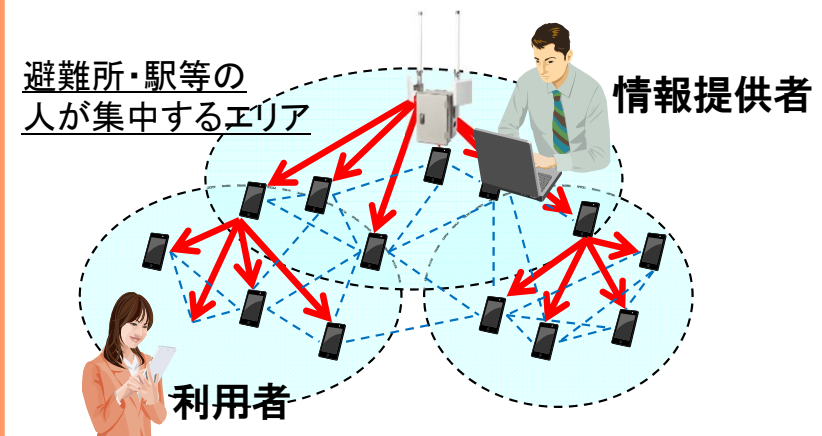 避難所・駅等の
人が集中するエリア
情報提供者
利用者